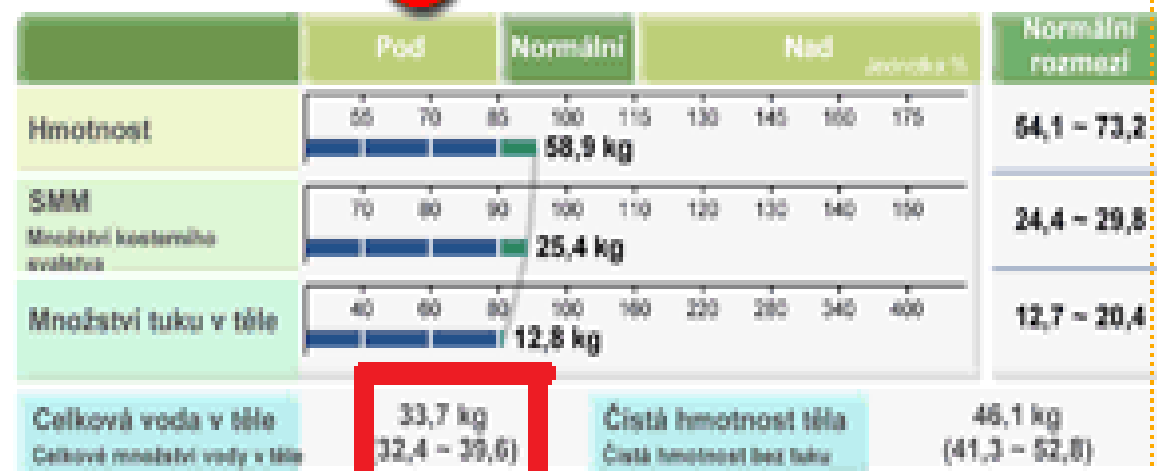 Pod Normální Nad Jednotka % Normální rozmezí
Hmotnost 55 70 85 100 115 130 145 160 175
58,9 kg 54,1 ~ 73,2
SMM 70 80 90 100 110 120 130 140 150
Množství kosterního svalstva 25,4 kg 24,4 ~ 29,8
Množství tuku v těle 40 60 80 100 160 220 280 340 400
12,8 kg 12,7 ~ 20,4
Celková voda v těle 33,7 kg Čistá hmotnost těla 46,1 kg
Celkové množství vody v těle (32,4 ~ 39,6) Čistá hmotnost bez tuku (41,3 ~ 52,8)